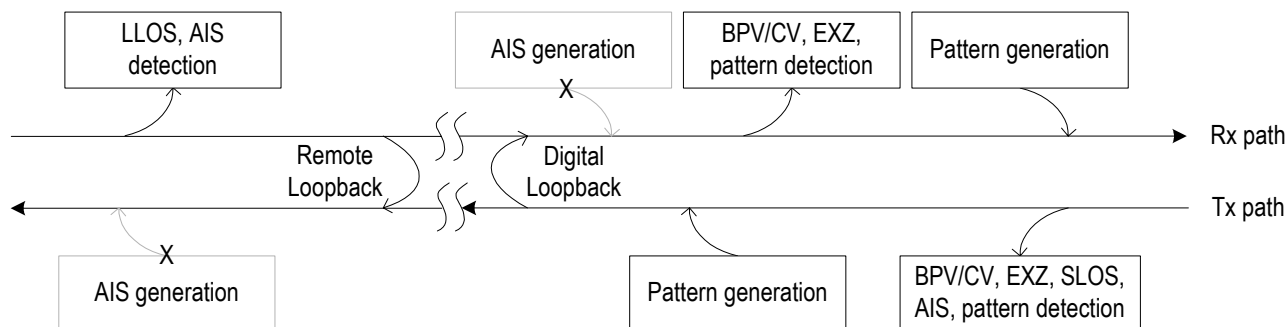 LLOS, AIS
detection
AIS generation
X
BPV/CV, EXZ,
pattern detection
Pattern generation
Rx path
Remote
Loopback
Digital
Loopback
Tx path
X
AIS generation
Pattern generation
BPV/CV, EXZ, SLOS,
AIS, pattern detection